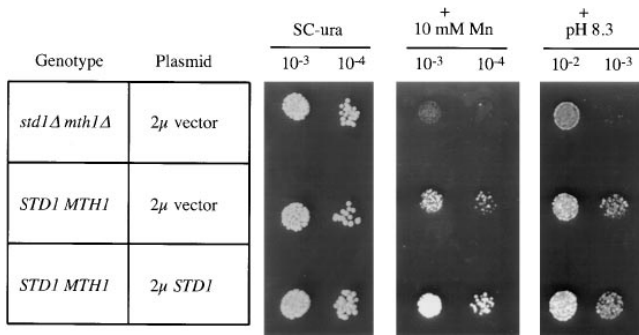 SC-ura
+
10 mM Mn
+
pH 8.3
Genotype Plasmid
10-3 10-4 10-3 10-4 10-2 10-3
std1Δ mth1Δ 2μ vector
STD1 MTH1 2μ vector
STD1 MTH1 2μ STD1